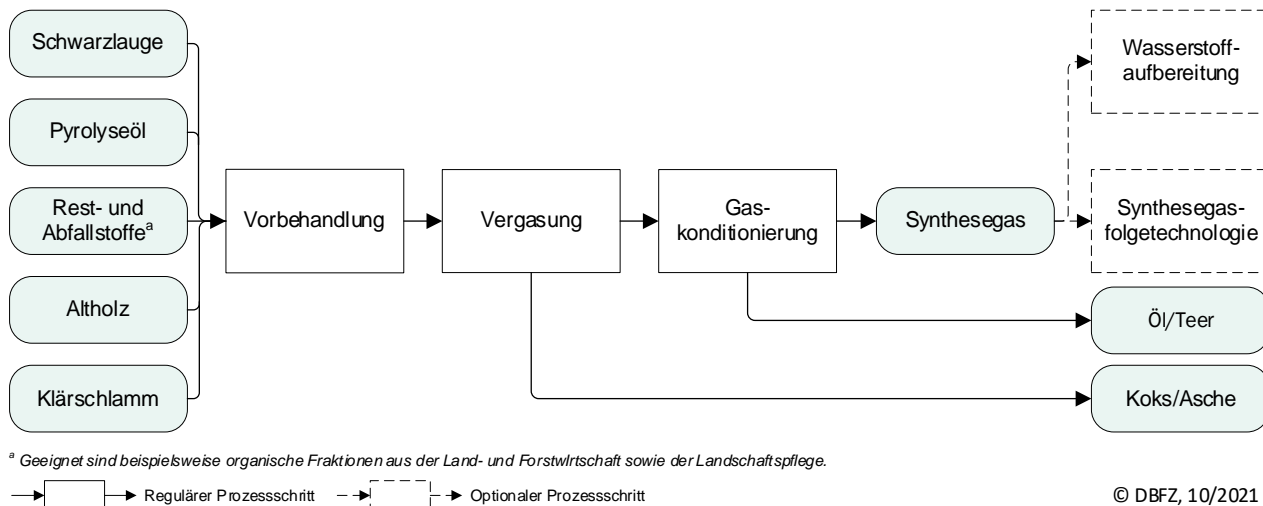 Schwarzlauge
Pyrolyseöl
Rest- und
Abfallstoffeᵃ
Altholz
Klärschlamm
Vorbehandlung
Vergasung
Gas-
konditionierung
Synthesegas
Wasserstoff-
aufbereitung
Synthesegas-
folgetechnologie
Öl/Teer
Koks/Asche
ᵃ Geeignet sind beispielsweise organische Fraktionen aus der Land- und Forstwirtschaft sowie der Landschaftspflege.
Regulärer Prozessschritt
Optionaler Prozessschritt
© DBFZ, 10/2021